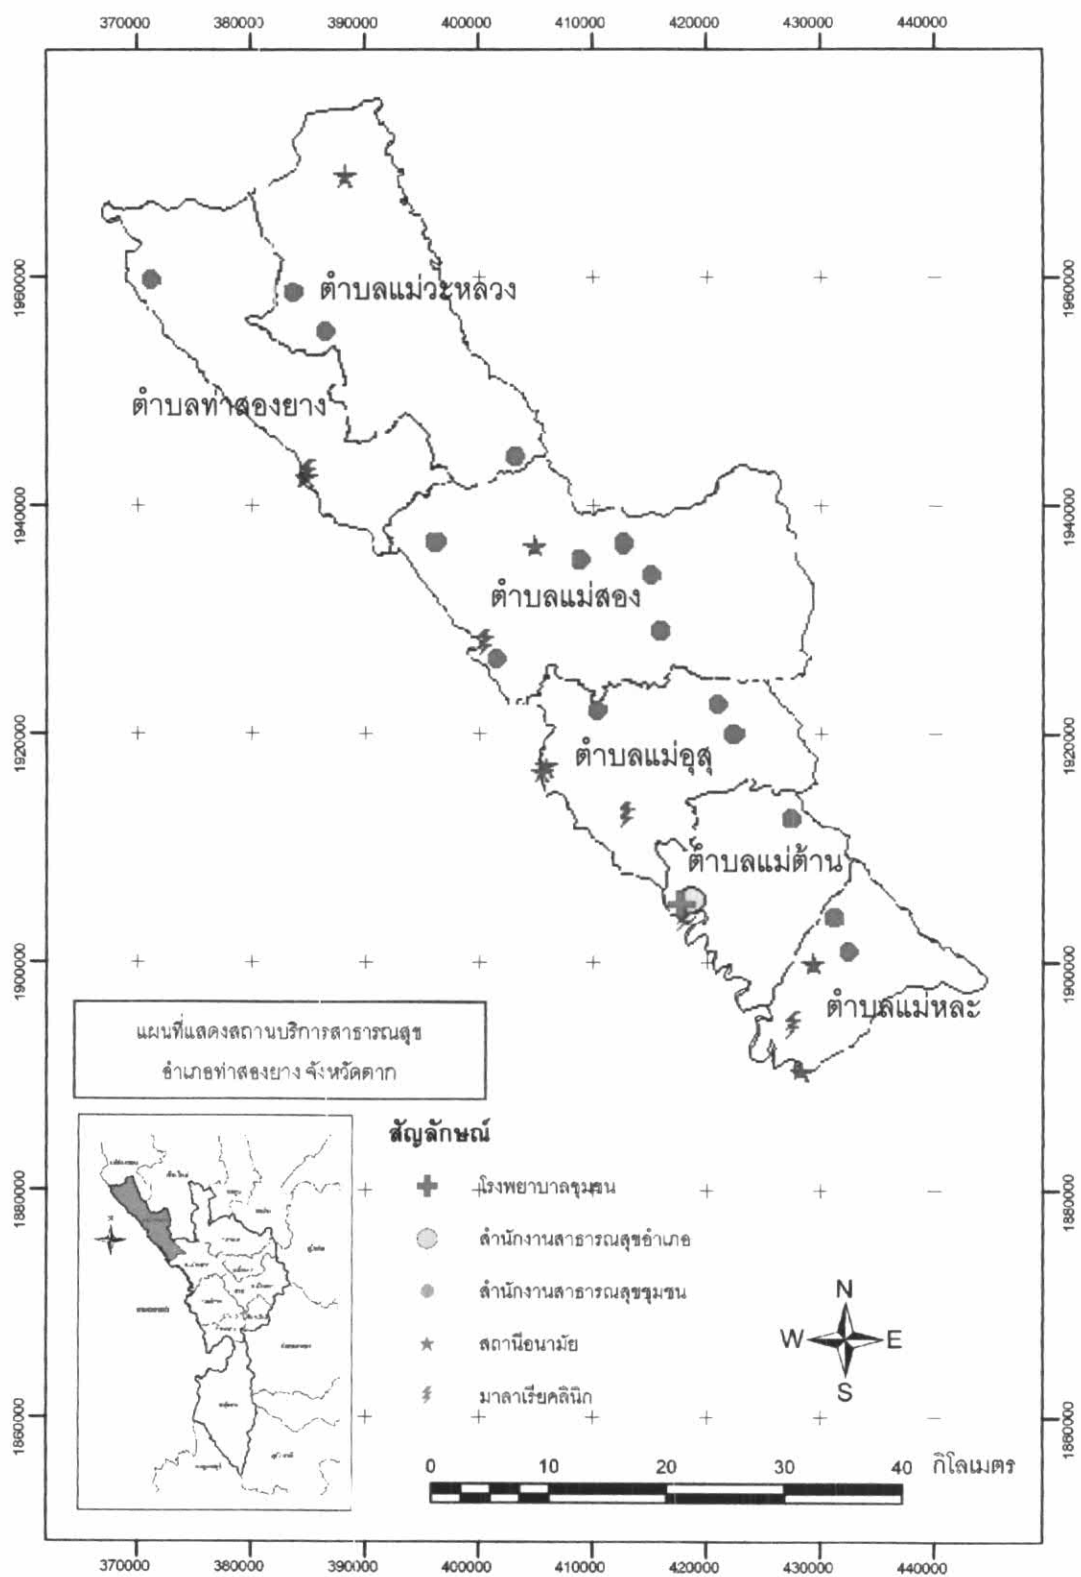 370000 380000 390000 400000 410000 420000 430000 440000
1960000 1960000
ตำบลแม่วะหลวง
ตำบลท่าสองยาง
1940000 1940000
ตำบลแม่สอง
1920000 1920000
ตำบลแม่อุสุ
ตำบลแม่ต้าน
1900000 1900000
ตำบลแม่หละ
แผนที่แสดงสถานบริการสาธารณสุข
อำเภอท่าสองยาง จังหวัดตาก
สัญลักษณ์
โรงพยาบาลชุมชน
1880000 1880000
สำนักงานสาธารณสุขอำเภอ
สำนักงานสาธารณสุขชุมชน
สถานีอนามัย
มาลาเรียคลินิก
N
W E
S
1860000 1860000
0 10 20 30 40 กิโลเมตร
370000 380000 390000 400000 410000 420000 430000 440000